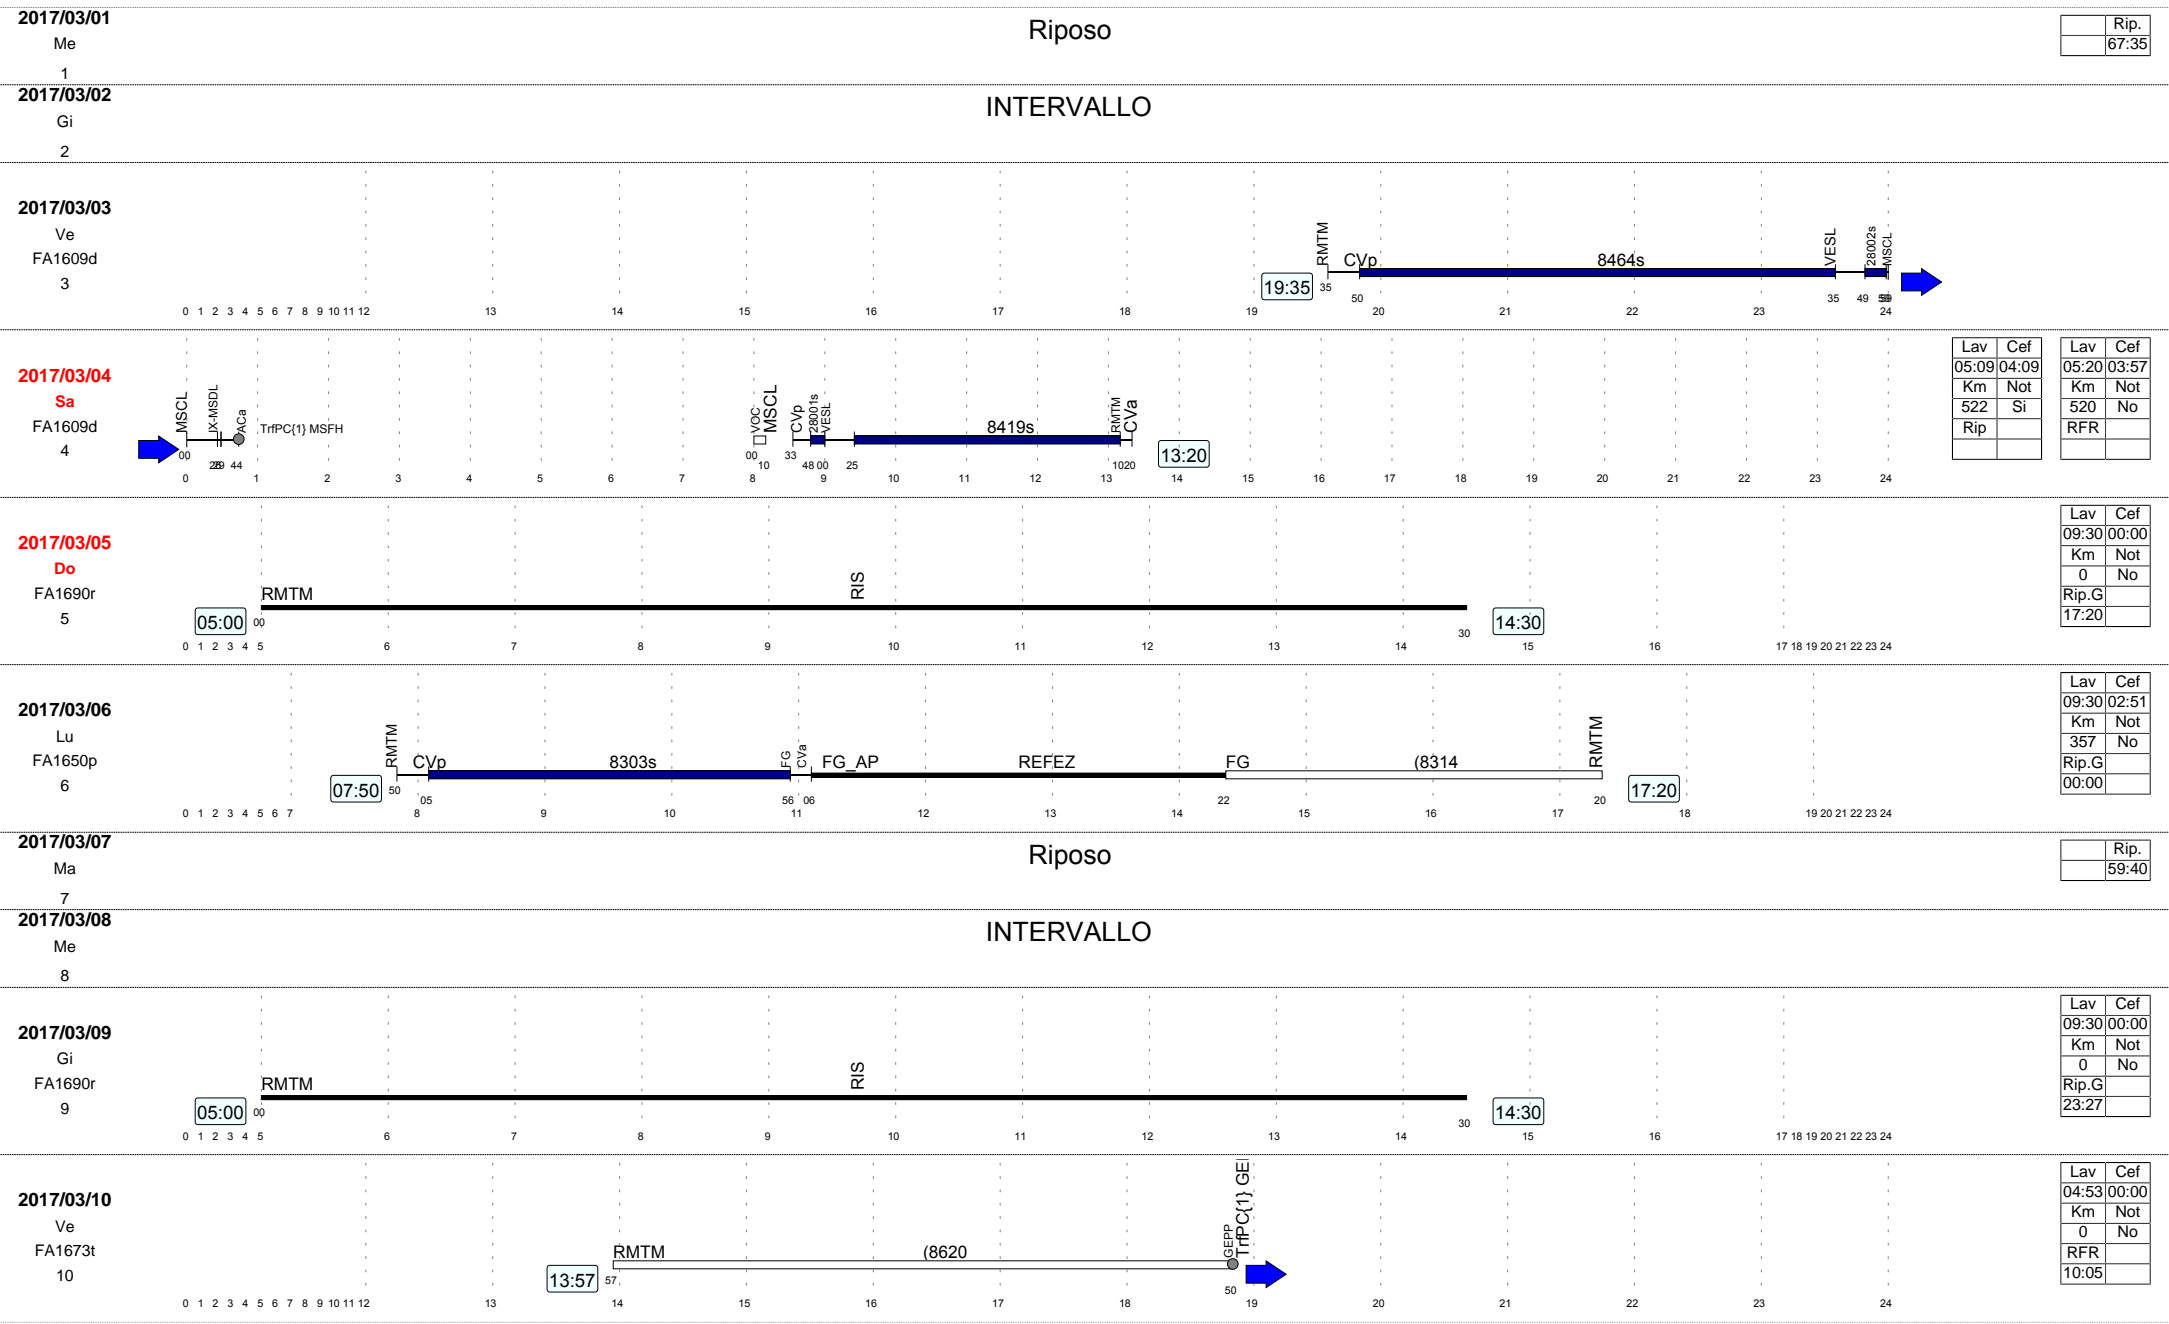 2017/03/01
Me
1
Riposo
Rip.
67:35
2017/03/02
Gi
2
INTERVALLO
2017/03/03
Ve
FA1609d
3
19:35
RMTM
CVp
8464s
VESL
28002s
MSCL
35 50 35 49 59
0 1 2 3 4 5 6 7 8 9 10 11 12 13 14 15 16 17 18 19 20 21 22 23 24
2017/03/04
Sa
FA1609d
4
MSCL
IX-MSDL
ACa
TrfPC{1} MSFH
VOC
MSCL
CVp
28001s
VESL
8419s
RMTM
CVa
13:20
00 29 44 00 10 33 48 00 25 10 20
0 1 2 3 4 5 6 7 8 9 10 11 12 13 14 15 16 17 18 19 20 21 22 23 24
Lav Cef
05:09 04:09
Km Not
522 Si
Rip
Lav Cef
05:20 03:57
Km Not
520 No
RFR
2017/03/05
Do
FA1690r
5
05:00
RMTM
RIS
14:30
00 30
0 1 2 3 4 5 6 7 8 9 10 11 12 13 14 15 16 17 18 19 20 21 22 23 24
Lav Cef
09:30 00:00
Km Not
0 No
Rip.G
17:20
2017/03/06
Lu
FA1650p
6
07:50
RMTM
CVp
8303s
FG
CVa
FG_AP
REFEZ
FG
(8314
RMTM
17:20
50 05 56 06 22 20
0 1 2 3 4 5 6 7 8 9 10 11 12 13 14 15 16 17 18 19 20 21 22 23 24
Lav Cef
09:30 02:51
Km Not
357 No
Rip.G
00:00
2017/03/07
Ma
7
Riposo
Rip.
59:40
2017/03/08
Me
8
INTERVALLO
2017/03/09
Gi
FA1690r
9
05:00
RMTM
RIS
14:30
00 30
0 1 2 3 4 5 6 7 8 9 10 11 12 13 14 15 16 17 18 19 20 21 22 23 24
Lav Cef
09:30 00:00
Km Not
0 No
Rip.G
23:27
2017/03/10
Ve
FA1673t
10
13:57
RMTM
(8620
GEPP
TrfPC{1} GE
57 50
0 1 2 3 4 5 6 7 8 9 10 11 12 13 14 15 16 17 18 19 20 21 22 23 24
Lav Cef
04:53 00:00
Km Not
0 No
RFR
10:05